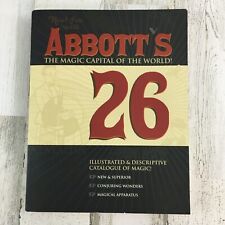 ABBOTT'S
THE MAGIC CAPITAL OF THE WORLD!
26
ILLUSTRATED & DESCRIPTIVE
CATALOGUE OF MAGIC!
NEW & SUPERIOR
CONJURING WONDERS
MAGICAL APPARATUS